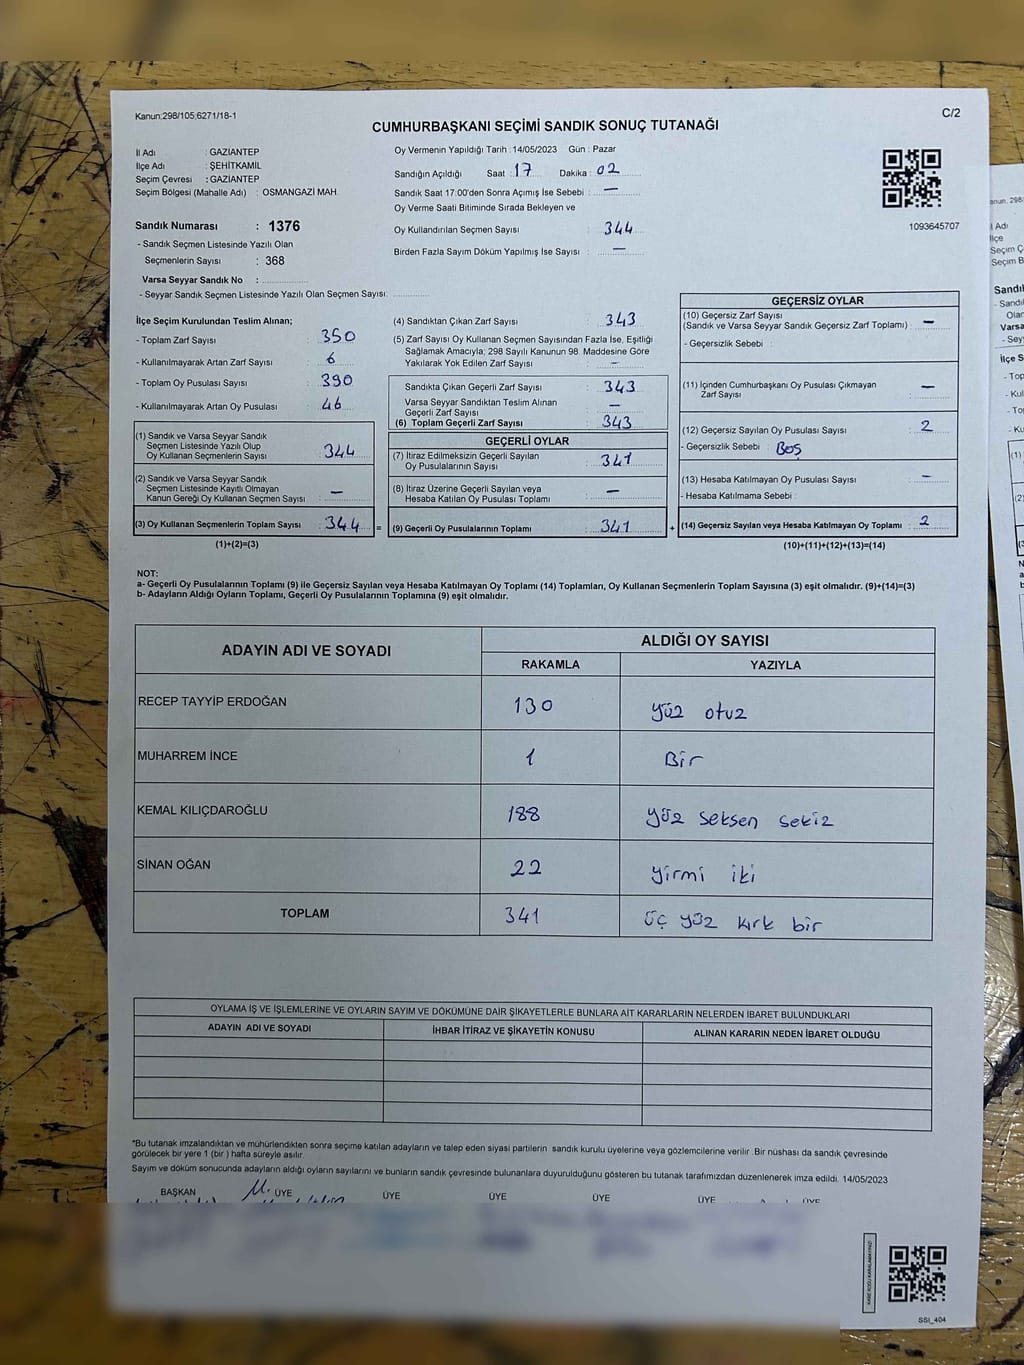 Kanun:298/105;6271/18-1
C/2
CUMHURBAŞKANI SEÇİMİ SANDIK SONUÇ TUTANAĞI
İl Adı : GAZİANTEP
İlçe Adı : ŞEHİTKAMİL
Seçim Çevresi : GAZİANTEP
Seçim Bölgesi (Mahalle Adı) : OSMANGAZİ MAH.
Sandık Numarası : 1376
- Sandık Seçmen Listesinde Yazılı Olan
Seçmenlerin Sayısı : 368
Varsa Seyyar Sandık No :
- Seyyar Sandık Seçmen Listesinde Yazılı Olan Seçmen Sayısı:
Oy Vermenin Yapıldığı Tarih : 14/05/2023 Gün : Pazar
Sandığın Açıldığı Saat : 17 Dakika : 02
Sandık Saat 17:00'den Sonra Açımış İse Sebebi : —
Oy Verme Saati Bitiminde Sırada Bekleyen ve
Oy Kullandırılan Seçmen Sayısı : 344
Birden Fazla Sayım Döküm Yapılmış İse Sayısı : —
1093645707
İlçe Seçim Kurulundan Teslim Alınan;
- Toplam Zarf Sayısı : 350
- Kullanılmayarak Artan Zarf Sayısı : 6
- Toplam Oy Pusulası Sayısı : 390
- Kullanılmayarak Artan Oy Pusulası : 46
(1) Sandık ve Varsa Seyyar Sandık
Seçmen Listesinde Yazılı Olup
Oy Kullanan Seçmenlerin Sayısı : 344
(2) Sandık ve Varsa Seyyar Sandık
Seçmen Listesinde Kayıtlı Olmayan
Kanun Gereği Oy Kullanan Seçmen Sayısı : —
(3) Oy Kullanan Seçmenlerin Toplam Sayısı : 344 =
(1)+(2)=(3)
(4) Sandıktan Çıkan Zarf Sayısı : 343
(5) Zarf Sayısı Oy Kullanan Seçmen Sayısından Fazla İse, Eşitliği
Sağlamak Amacıyla; 298 Sayılı Kanunun 98. Maddesine Göre
Yakılarak Yok Edilen Zarf Sayısı : —
Sandıkta Çıkan Geçerli Zarf Sayısı : 343
Varsa Seyyar Sandıktan Teslim Alınan
Geçerli Zarf Sayısı : —
(6) Toplam Geçerli Zarf Sayısı : 343
GEÇERLİ OYLAR
(7) İtiraz Edilmeksizin Geçerli Sayılan
Oy Pusulalarının Sayısı : 341
(8) İtiraz Üzerine Geçerli Sayılan veya
Hesaba Katılan Oy Pusulası Toplamı : —
(9) Geçerli Oy Pusulalarının Toplamı : 341 +
GEÇERSİZ OYLAR
(10) Geçersiz Zarf Sayısı
(Sandık ve Varsa Seyyar Sandık Geçersiz Zarf Toplamı) : —
- Geçersizlik Sebebi :
(11) İçinden Cumhurbaşkanı Oy Pusulası Çıkmayan
Zarf Sayısı : —
(12) Geçersiz Sayılan Oy Pusulası Sayısı : 2
- Geçersizlik Sebebi : Boş
(13) Hesaba Katılmayan Oy Pusulası Sayısı : —
- Hesaba Katılmama Sebebi :
(14) Geçersiz Sayılan veya Hesaba Katılmayan Oy Toplamı : 2
(10)+(11)+(12)+(13)=(14)
NOT:
a- Geçerli Oy Pusulalarının Toplamı (9) ile Geçersiz Sayılan veya Hesaba Katılmayan Oy Toplamı (14) Toplamları, Oy Kullanan Seçmenlerin Toplam Sayısına (3) eşit olmalıdır. (9)+(14)=(3)
b- Adayların Aldığı Oyların Toplamı, Geçerli Oy Pusulalarının Toplamına (9) eşit olmalıdır.
ADAYIN ADI VE SOYADI ALDIĞI OY SAYISI
RAKAMLA YAZIYLA
RECEP TAYYİP ERDOĞAN 130 yüz otuz
MUHARREM İNCE 1 Bir
KEMAL KILIÇDAROĞLU 188 yüz seksen sekiz
SİNAN OĞAN 22 yirmi iki
TOPLAM 341 üç yüz kırk bir
OYLAMA İŞ VE İŞLEMLERİNE VE OYLARIN SAYIM VE DÖKÜMÜNE DAİR ŞİKAYETLERLE BUNLARA AİT KARARLARIN NELERDEN İBARET BULUNDUKLARI
ADAYIN ADI VE SOYADI İHBAR İTİRAZ VE ŞİKAYETİN KONUSU ALINAN KARARIN NEDEN İBARET OLDUĞU
*Bu tutanak imzalandıktan ve mühürlendikten sonra seçime katılan adayların ve talep eden siyasi partilerin sandık kurulu üyelerine veya gözlemcilerine verilir. Bir nüshası da sandık çevresinde
görülecek bir yere 1 (bir ) hafta süreyle asılır.
Sayım ve döküm sonucunda adayların aldığı oyların sayılarını ve bunların sandık çevresinde bulunanlara duyurulduğunu gösteren bu tutanak tarafımızdan düzenlenerek imza edildi. 14/05/2023
BAŞKAN ÜYE ÜYE ÜYE ÜYE ÜYE ÜYE
SSI_404